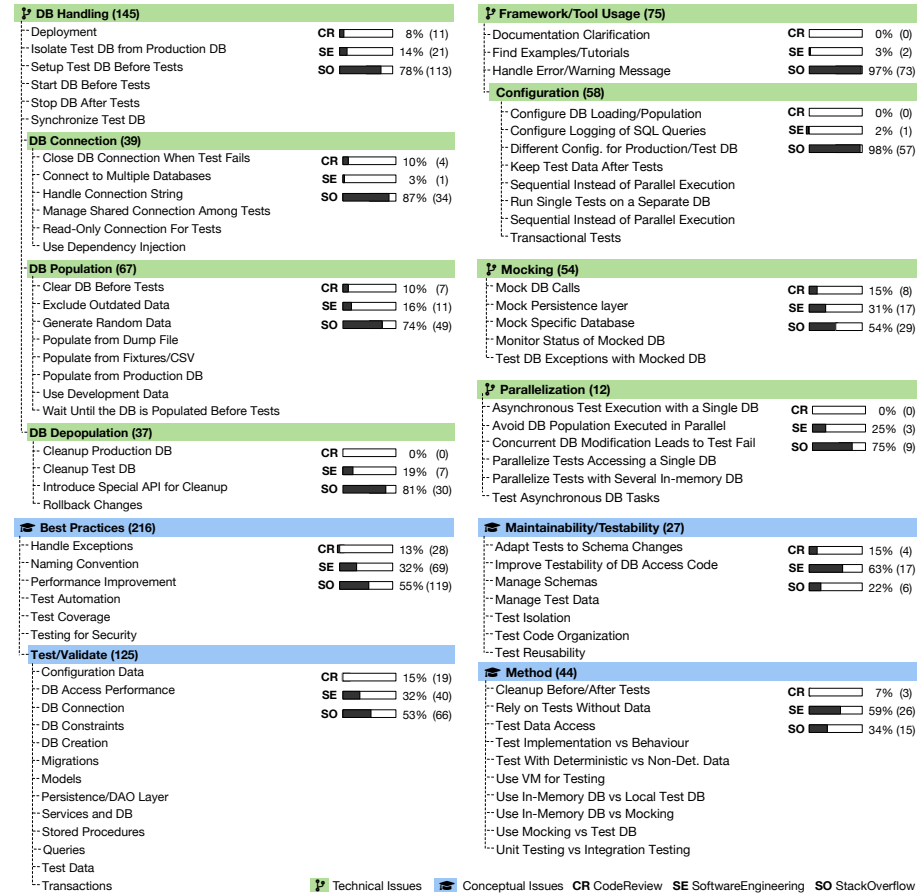 DB Handling (145)
Deployment
Isolate Test DB from Production DB
Setup Test DB Before Tests
Start DB Before Tests
Stop DB After Tests
Synchronize Test DB
CR 8% (11)
SE 14% (21)
SO 78% (113)
DB Connection (39)
Close DB Connection When Test Fails
Connect to Multiple Databases
Handle Connection String
Manage Shared Connection Among Tests
Read-Only Connection For Tests
Use Dependency Injection
CR 10% (4)
SE 3% (1)
SO 87% (34)
DB Population (67)
Clear DB Before Tests
Exclude Outdated Data
Generate Random Data
Populate from Dump File
Populate from Fixtures/CSV
Populate from Production DB
Use Development Data
Wait Until the DB is Populated Before Tests
CR 10% (7)
SE 16% (11)
SO 74% (49)
DB Depopulation (37)
Cleanup Production DB
Cleanup Test DB
Introduce Special API for Cleanup
Rollback Changes
CR 0% (0)
SE 19% (7)
SO 81% (30)
Best Practices (216)
Handle Exceptions
Naming Convention
Performance Improvement
Test Automation
Test Coverage
Testing for Security
CR 13% (28)
SE 32% (69)
SO 55% (119)
Test/Validate (125)
Configuration Data
DB Access Performance
DB Connection
DB Constraints
DB Creation
Migrations
Models
Persistence/DAO Layer
Services and DB
Stored Procedures
Queries
Test Data
Transactions
CR 15% (19)
SE 32% (40)
SO 53% (66)
Framework/Tool Usage (75)
Documentation Clarification
Find Examples/Tutorials
Handle Error/Warning Message
CR 0% (0)
SE 3% (2)
SO 97% (73)
Configuration (58)
Configure DB Loading/Population
Configure Logging of SQL Queries
Different Config. for Production/Test DB
Keep Test Data After Tests
Sequential Instead of Parallel Execution
Run Single Tests on a Separate DB
Sequential Instead of Parallel Execution
Transactional Tests
CR 0% (0)
SE 2% (1)
SO 98% (57)
Mocking (54)
Mock DB Calls
Mock Persistence layer
Mock Specific Database
Monitor Status of Mocked DB
Test DB Exceptions with Mocked DB
CR 15% (8)
SE 31% (17)
SO 54% (29)
Parallelization (12)
Asynchronous Test Execution with a Single DB
Avoid DB Population Executed in Parallel
Concurrent DB Modification Leads to Test Fail
Parallelize Tests Accessing a Single DB
Parallelize Tests with Several In-memory DB
Test Asynchronous DB Tasks
CR 0% (0)
SE 25% (3)
SO 75% (9)
Maintainability/Testability (27)
Adapt Tests to Schema Changes
Improve Testability of DB Access Code
Manage Schemas
Manage Test Data
Test Isolation
Test Code Organization
Test Reusability
CR 15% (4)
SE 63% (17)
SO 22% (6)
Method (44)
Cleanup Before/After Tests
Rely on Tests Without Data
Test Data Access
Test Implementation vs Behaviour
Test With Deterministic vs Non-Det. Data
Use VM for Testing
Use In-Memory DB vs Local Test DB
Use In-Memory DB vs Mocking
Use Mocking vs Test DB
Unit Testing vs Integration Testing
CR 7% (3)
SE 59% (26)
SO 34% (15)
Technical Issues Conceptual Issues CR CodeReview SE SoftwareEngineering SO StackOverflow